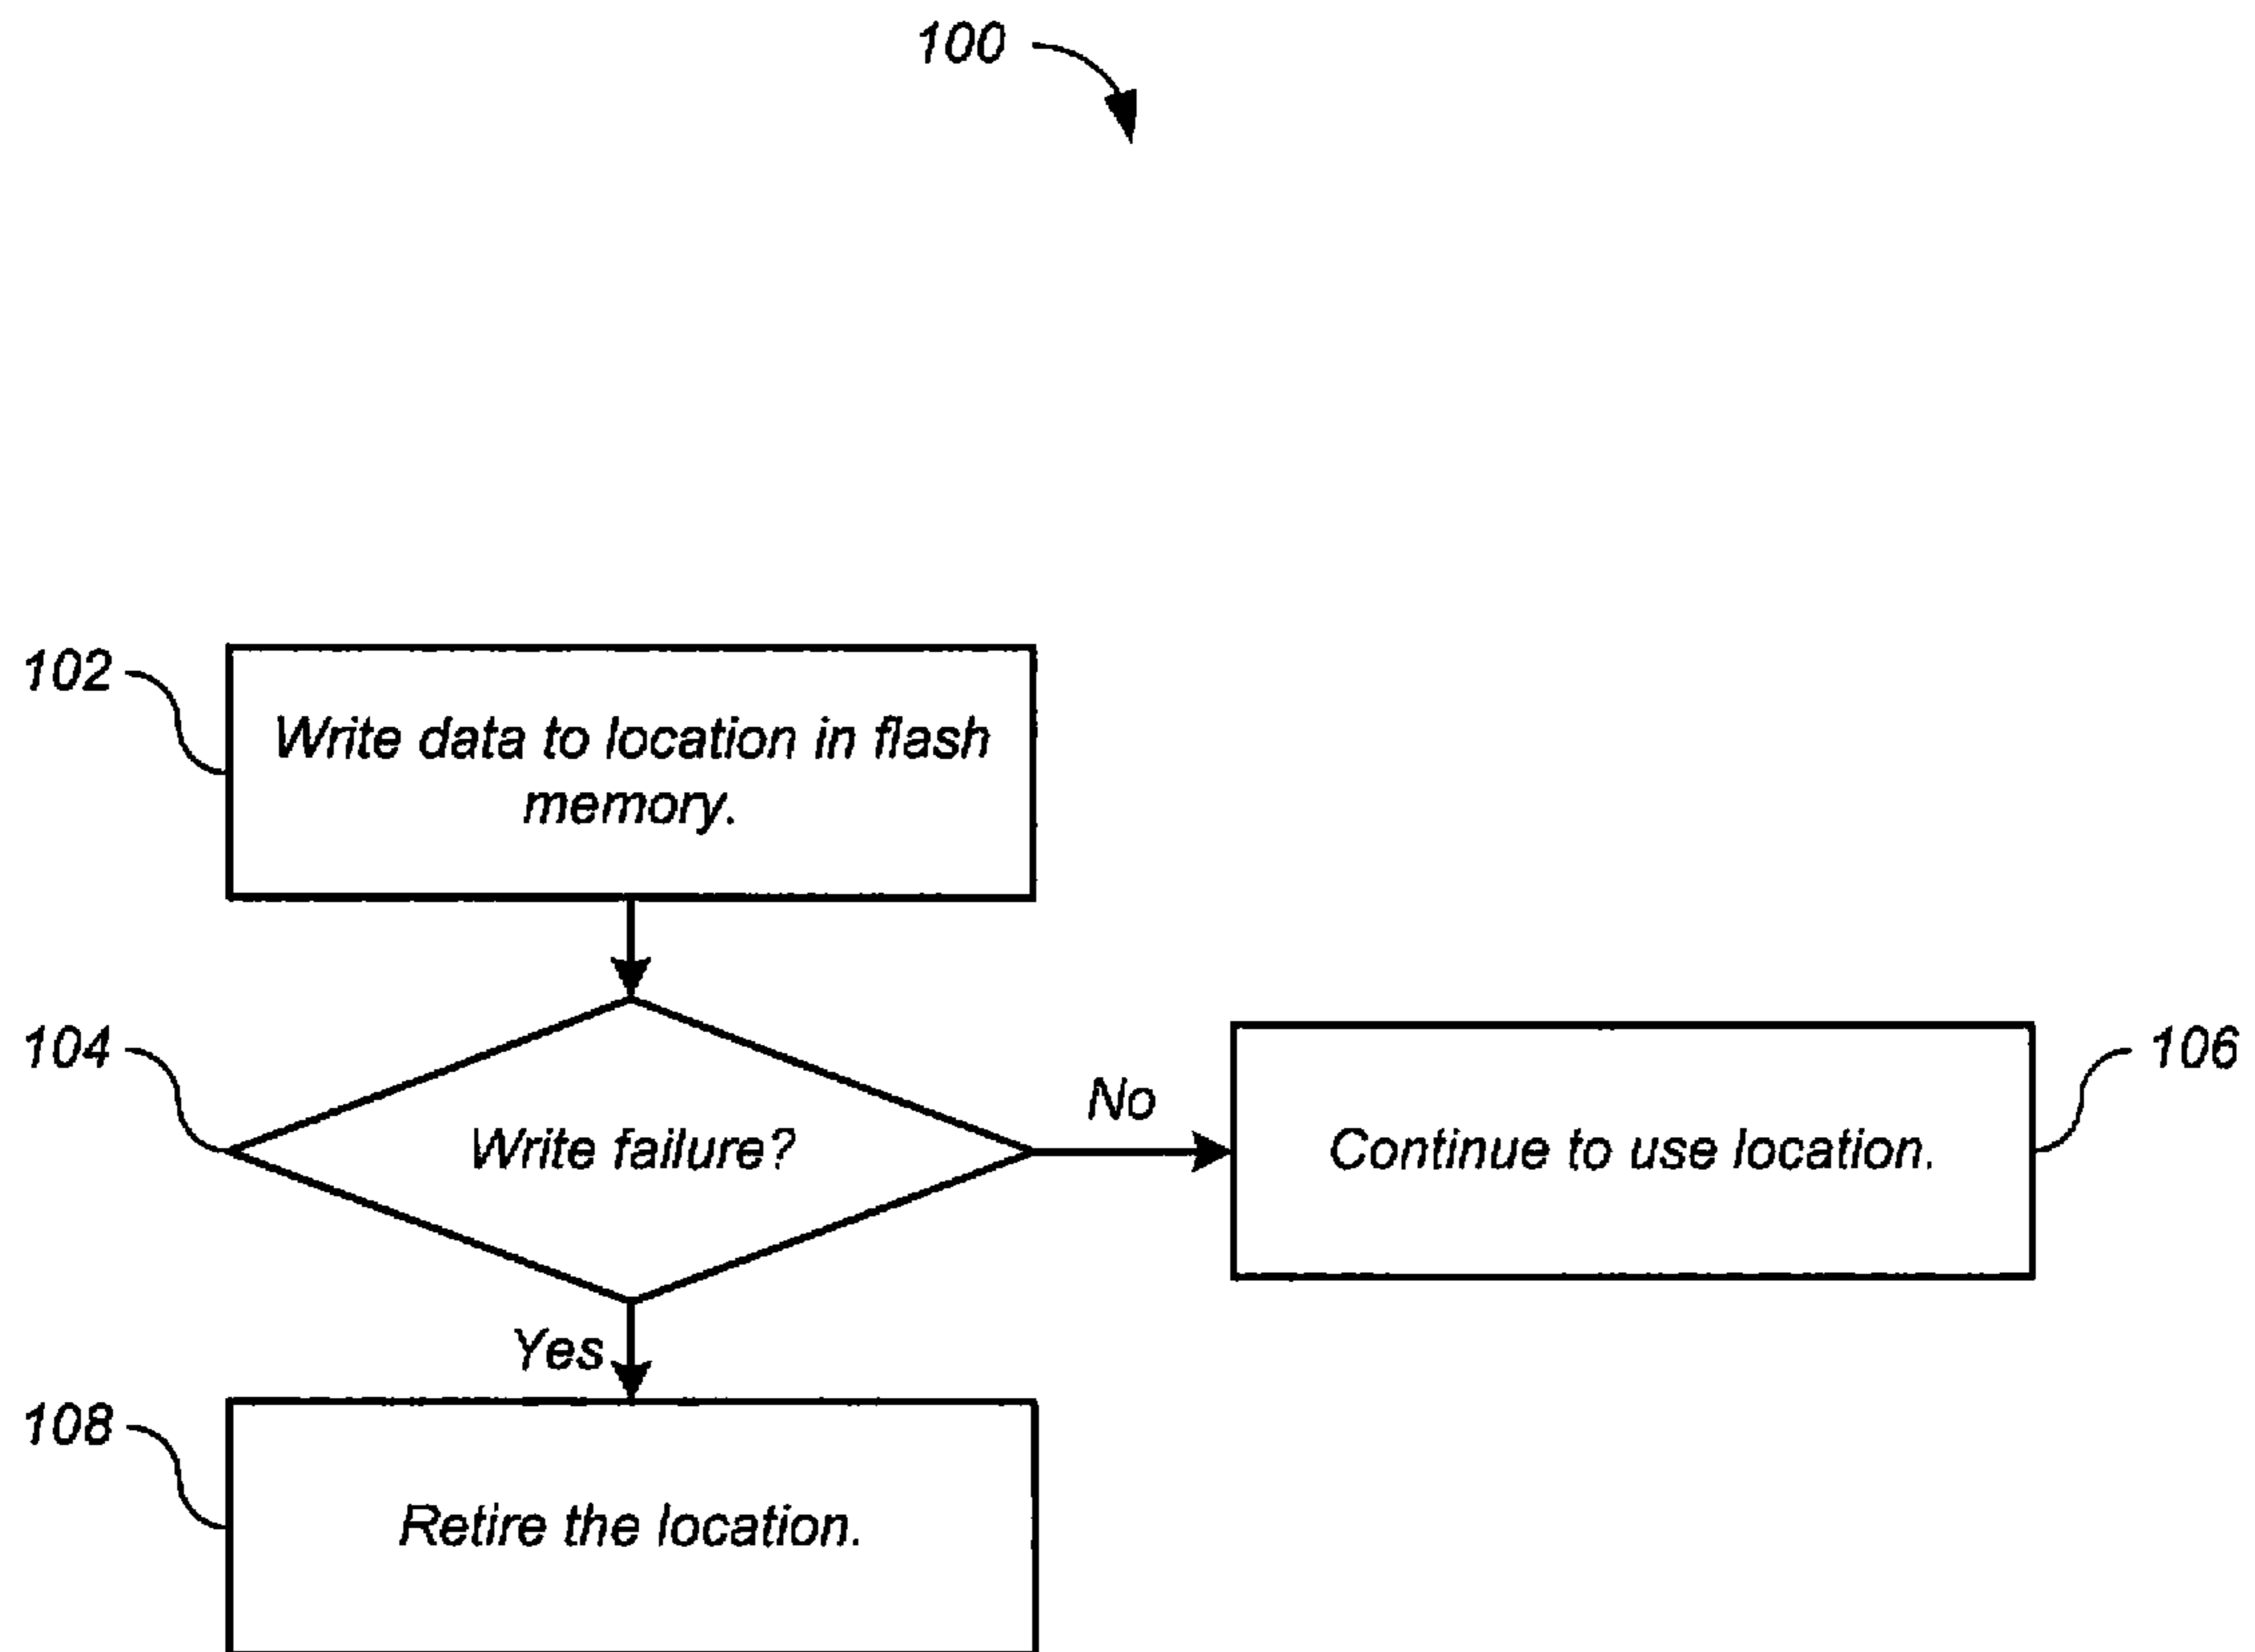 100
102
Write data to location in flash
memory.
104
Write failure?
No
Continue to use location.
106
Yes
108
Retire the location.